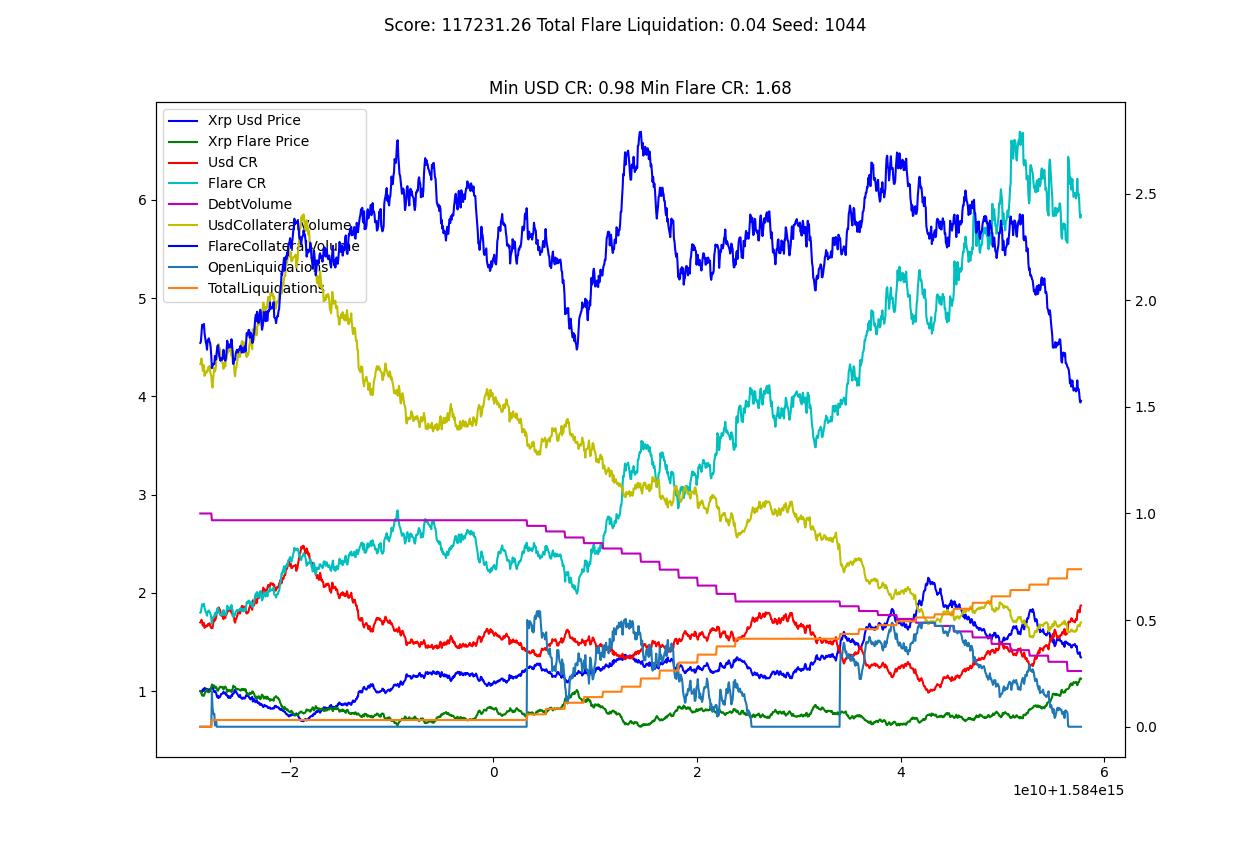 Score: 117231.26 Total Flare Liquidation: 0.04 Seed: 1044
Min USD CR: 0.98 Min Flare CR: 1.68
Xrp Usd Price
Xrp Flare Price
Usd CR
Flare CR
DebtVolume
UsdCollateralVolume
FlareCollateralVolume
OpenLiquidations
TotalLiquidations
6
5
4
3
2
1
2.5
2.0
1.5
1.0
0.5
0.0
−2
0
2
4
6
1e10+1.584e15